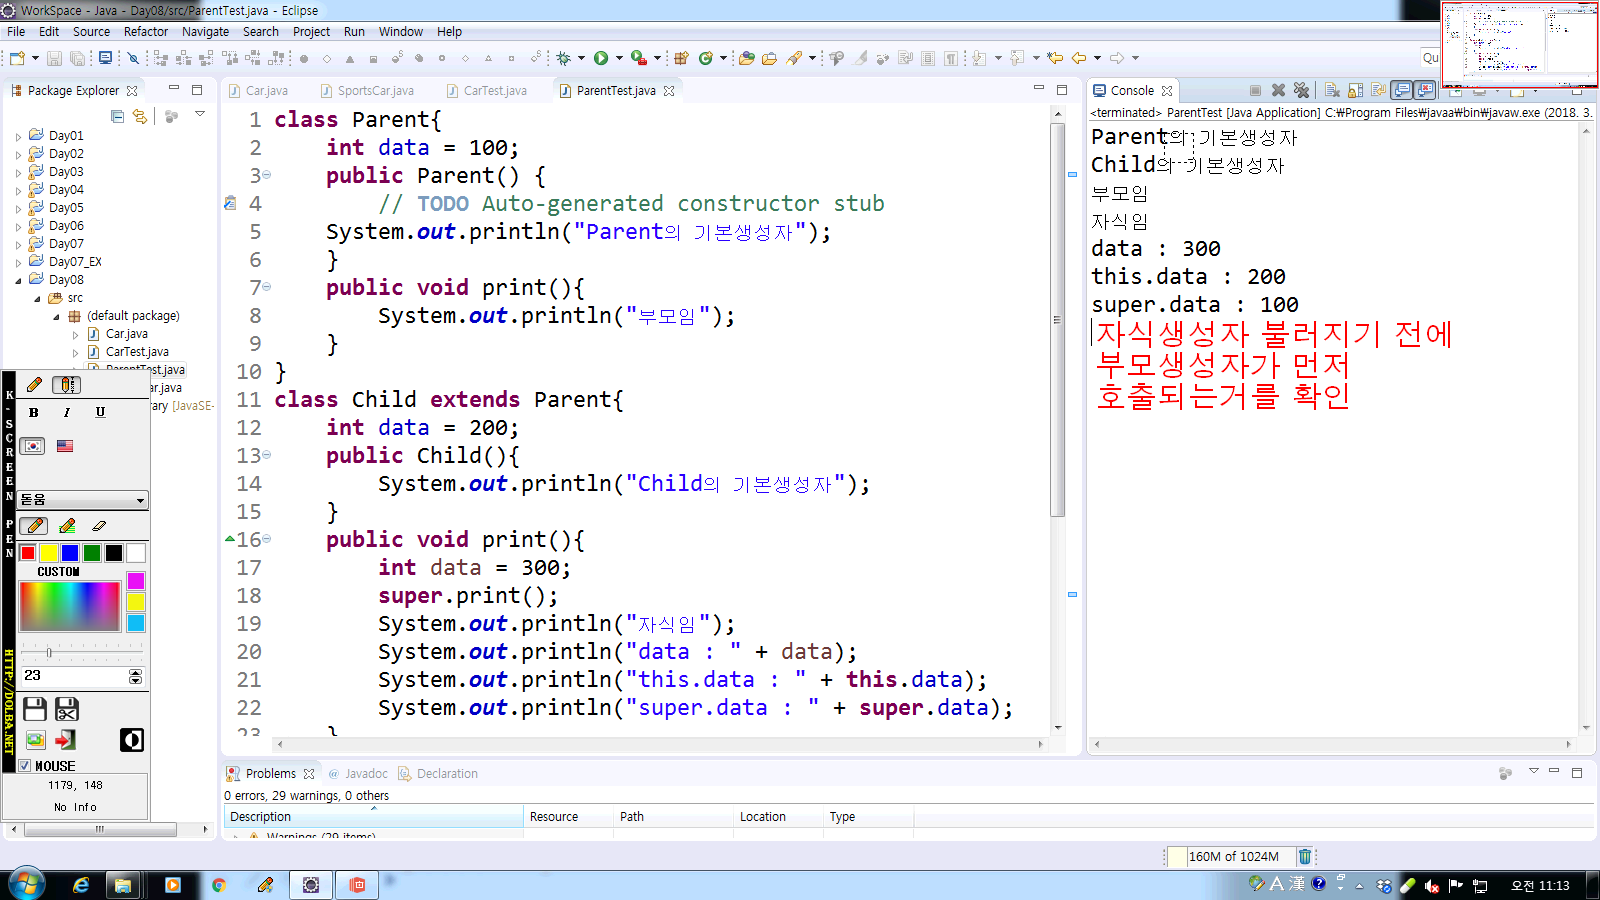 WorkSpace - Java - Day08/src/ParentTest.java - Eclipse
File Edit Source Refactor Navigate Search Project Run Window Help
Qu
Package Explorer
Day01
Day02
Day03
Day04
Day05
Day06
Day07
Day07_EX
Day08
src
(default package)
Car.java
CarTest.java
ParentTest.java
ar.java
rary [JavaSE-
K-SCREEN PEN
HTTP://DOLBA.NET
B I U
돋움
CUSTOM
23
MOUSE
1179, 148
No Info
Car.java SportsCar.java CarTest.java ParentTest.java
1 class Parent{
2 int data = 100;
3 public Parent() {
4 // TODO Auto-generated constructor stub
5 System.out.println("Parent의 기본생성자");
6 }
7 public void print(){
8 System.out.println("부모임");
9 }
10 }
11 class Child extends Parent{
12 int data = 200;
13 public Child(){
14 System.out.println("Child의 기본생성자");
15 }
16 public void print(){
17 int data = 300;
18 super.print();
19 System.out.println("자식임");
20 System.out.println("data : " + data);
21 System.out.println("this.data : " + this.data);
22 System.out.println("super.data : " + super.data);
23 }
Console
<terminated> ParentTest [Java Application] C:₩Program Files₩javaa₩bin₩javaw.exe (2018. 3.
Parent의 기본생성자
Child의 기본생성자
부모임
자식임
data : 300
this.data : 200
super.data : 100
자식생성자 불러지기 전에
부모생성자가 먼저
호출되는거를 확인
Problems Javadoc Declaration
0 errors, 29 warnings, 0 others
Description Resource Path Location Type
Warnings (29 items)
160M of 1024M
A 漢
오전 11:13